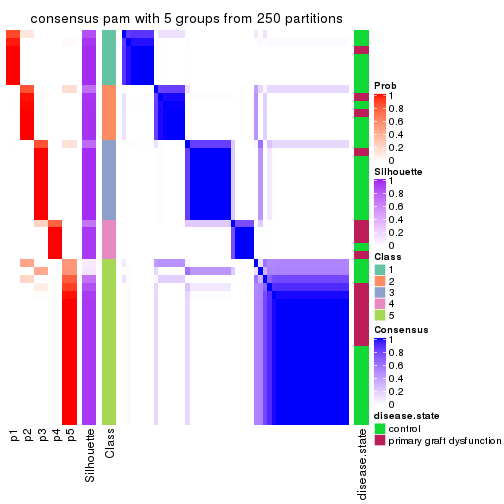 consensus pam with 5 groups from 250 partitions
Prob
1
0.8
0.6
0.4
0.2
0
Silhouette
1
0.8
0.6
0.4
0.2
0
Class
1
2
3
4
5
Consensus
1
0.8
0.6
0.4
0.2
0
disease.state
control
primary graft dysfunction
p1
p2
p3
p4
p5
Silhouette
Class
disease.state